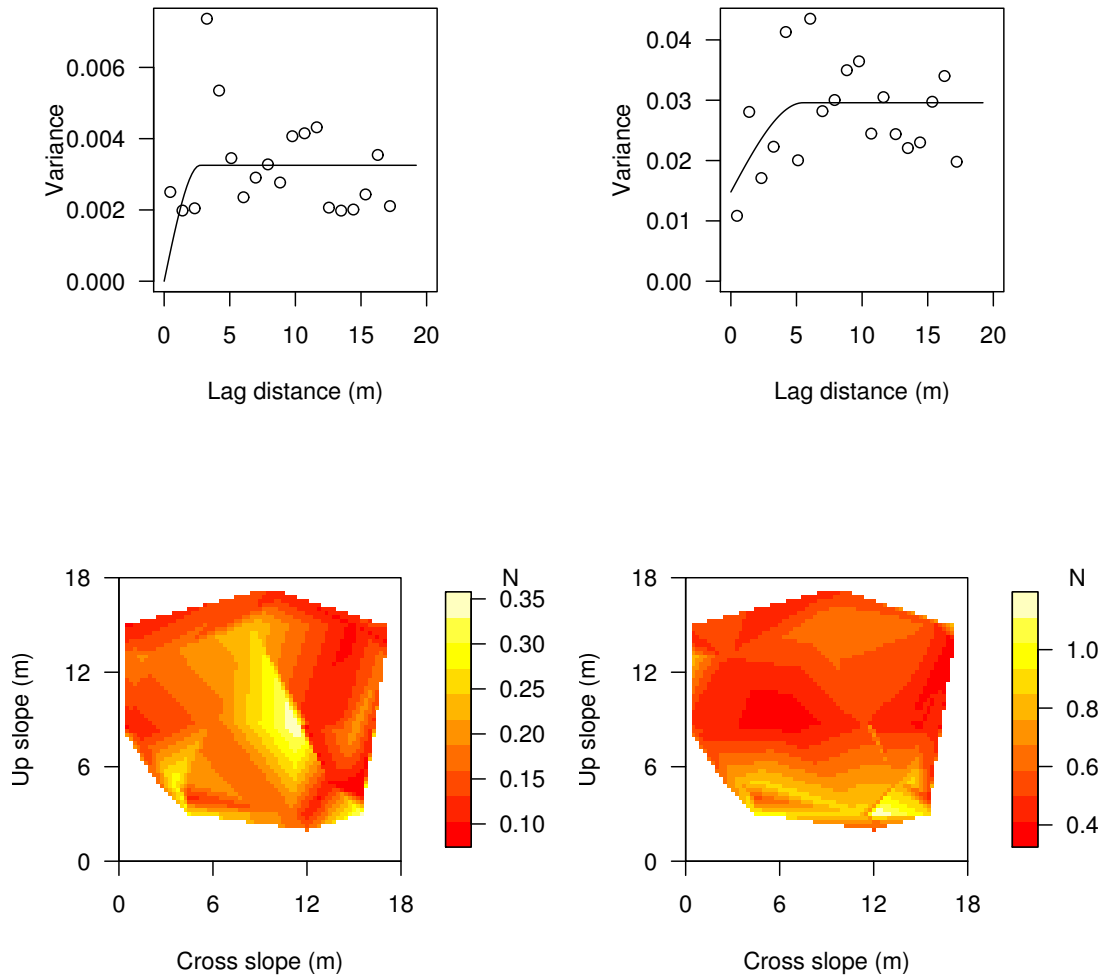 0.006
0.004
0.002
0.000
Variance
0 5 10 15 20
Lag distance (m)
0.04
0.03
0.02
0.01
0.00
Variance
0 5 10 15 20
Lag distance (m)
18
12
6
0
Up slope (m)
0 6 12 18
Cross slope (m)
N
0.35
0.30
0.25
0.20
0.15
0.10
18
12
6
0
Up slope (m)
0 6 12 18
Cross slope (m)
N
1.0
0.8
0.6
0.4